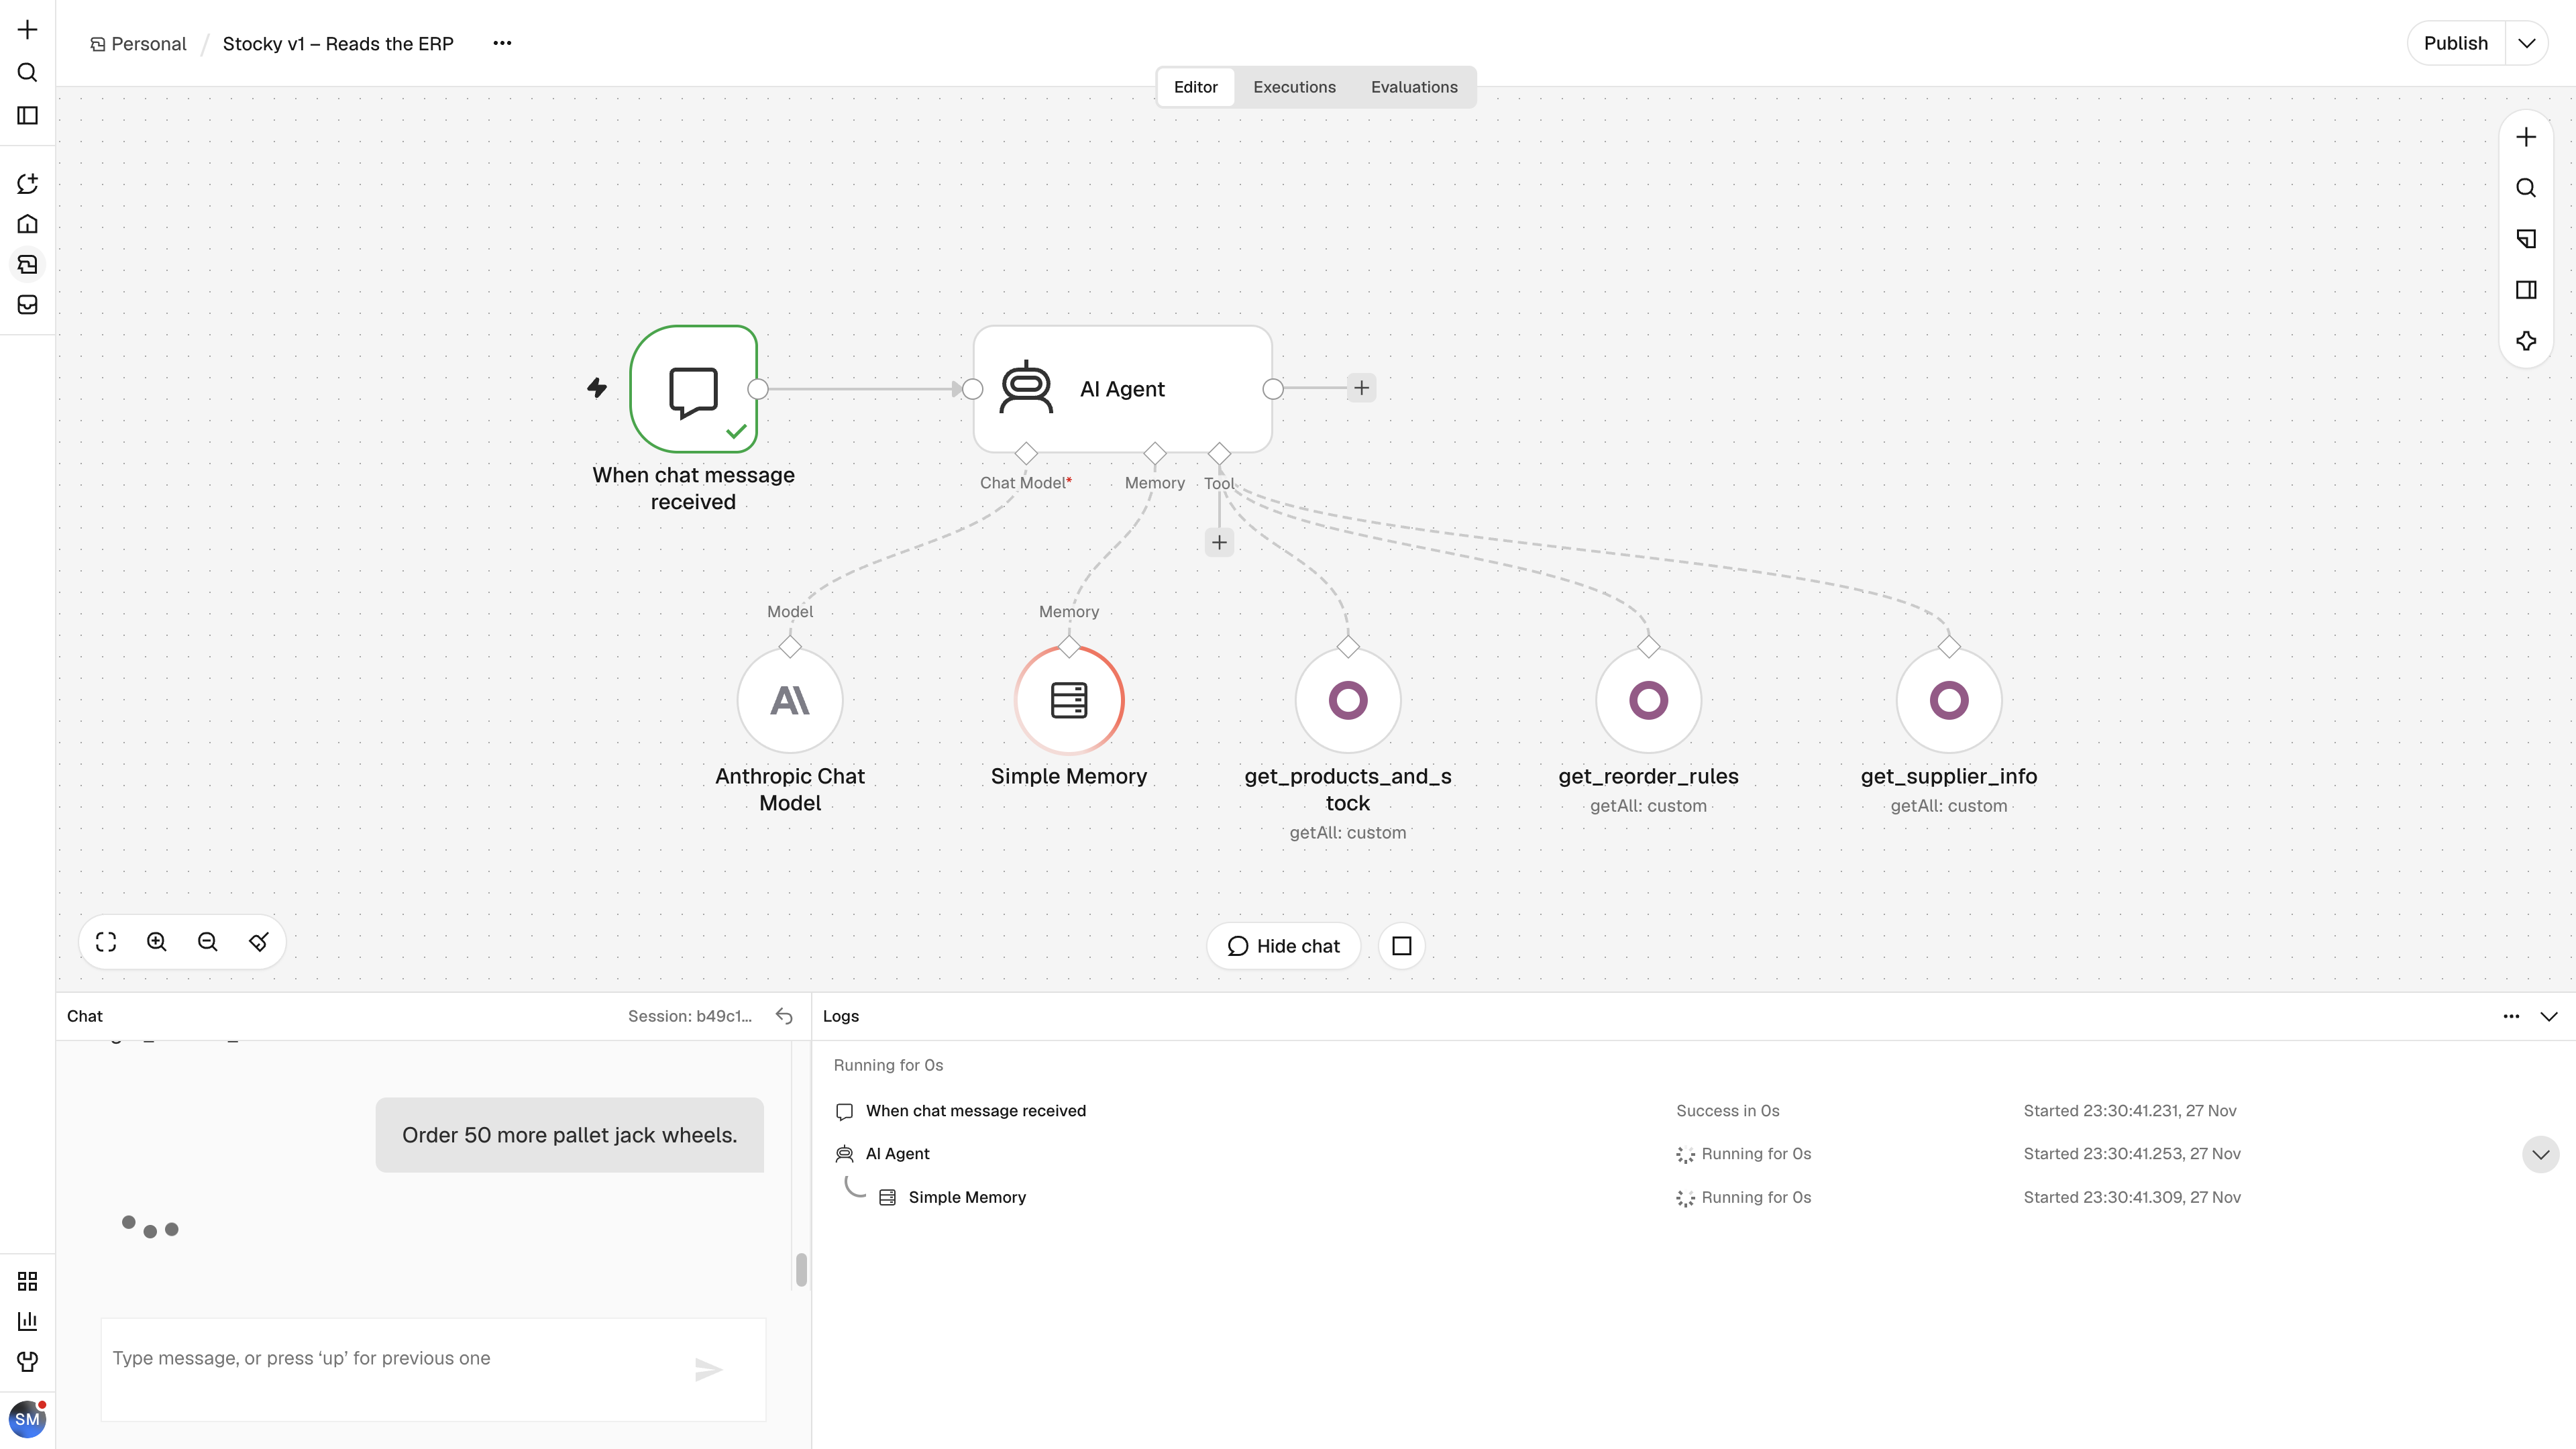 Personal / Stocky v1 – Reads the ERP
Publish
Editor Executions Evaluations
AI Agent
When chat message
received
Chat Model* Memory Tool
Model Memory
Anthropic Chat
Model
Simple Memory
get_products_and_s
tock
getAll: custom
get_reorder_rules
getAll: custom
get_supplier_info
getAll: custom
Hide chat
Chat Session: b49c1...
Order 50 more pallet jack wheels.
Type message, or press ‘up’ for previous one
Logs
Running for 0s
When chat message received Success in 0s Started 23:30:41.231, 27 Nov
AI Agent Running for 0s Started 23:30:41.253, 27 Nov
Simple Memory Running for 0s Started 23:30:41.309, 27 Nov
SM